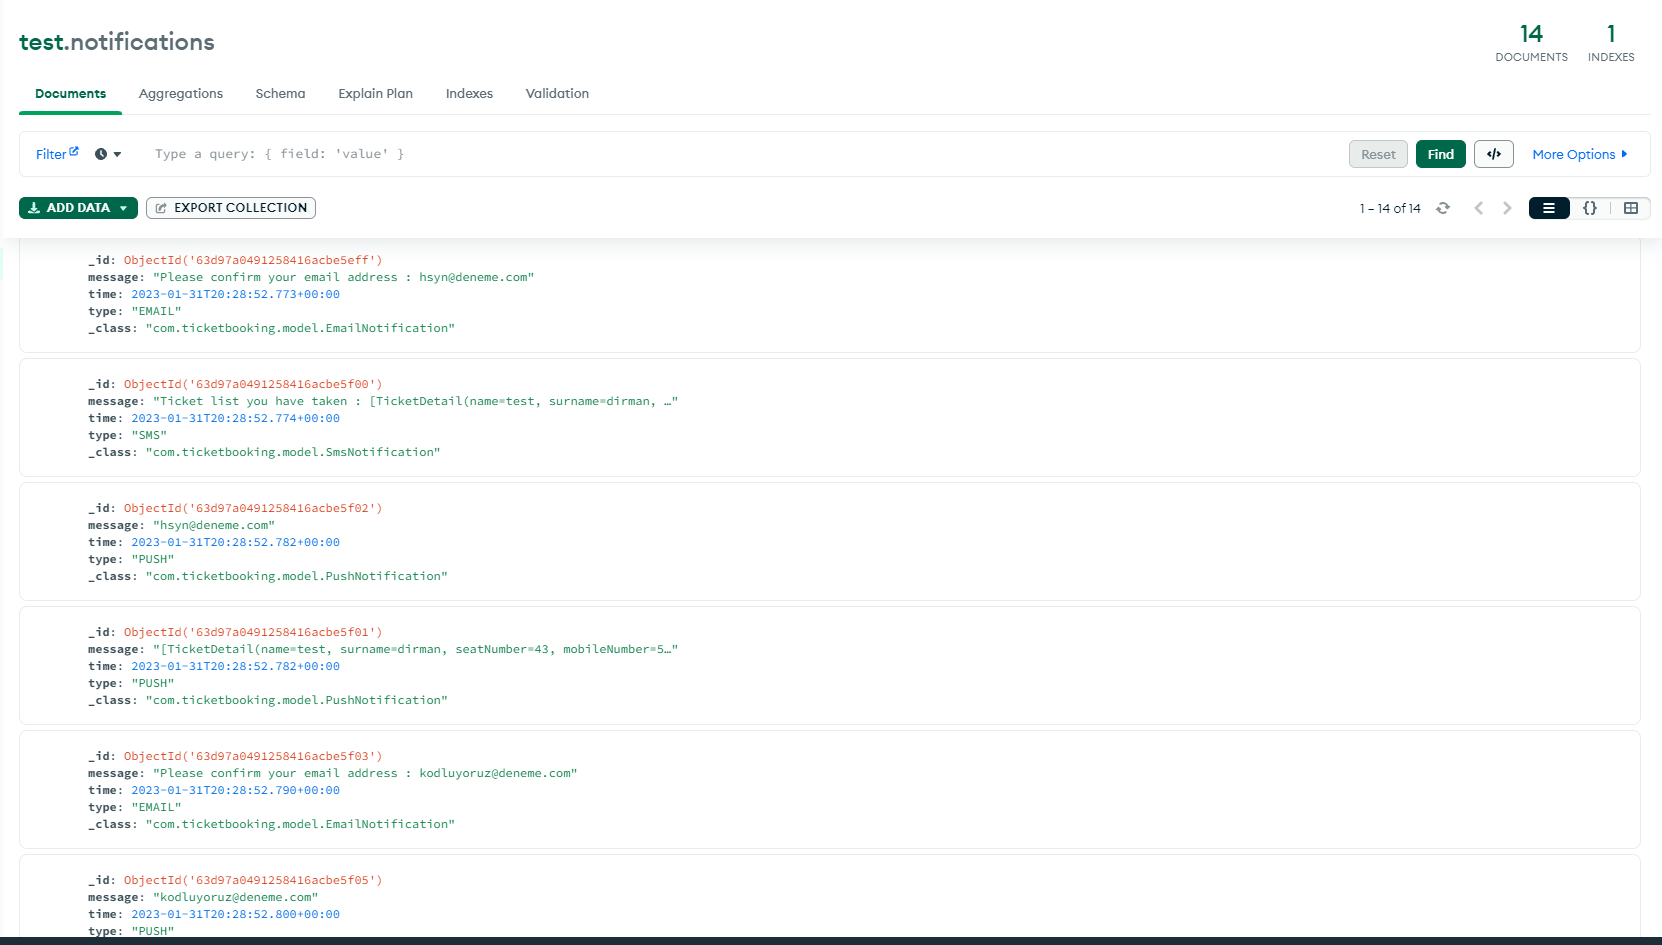 test.notifications
14
DOCUMENTS
1
INDEXES
Documents Aggregations Schema Explain Plan Indexes Validation
Filter Type a query: { field: 'value' } Reset Find </> More Options
ADD DATA EXPORT COLLECTION 1 – 14 of 14 {}
_id: ObjectId('63d97a0491258416acbe5eff')
message: "Please confirm your email address : hsyn@deneme.com"
time: 2023-01-31T20:28:52.773+00:00
type: "EMAIL"
_class: "com.ticketbooking.model.EmailNotification"
_id: ObjectId('63d97a0491258416acbe5f00')
message: "Ticket list you have taken : [TicketDetail(name=test, surname=dirman, …"
time: 2023-01-31T20:28:52.774+00:00
type: "SMS"
_class: "com.ticketbooking.model.SmsNotification"
_id: ObjectId('63d97a0491258416acbe5f02')
message: "hsyn@deneme.com"
time: 2023-01-31T20:28:52.782+00:00
type: "PUSH"
_class: "com.ticketbooking.model.PushNotification"
_id: ObjectId('63d97a0491258416acbe5f01')
message: "[TicketDetail(name=test, surname=dirman, seatNumber=43, mobileNumber=5…"
time: 2023-01-31T20:28:52.782+00:00
type: "PUSH"
_class: "com.ticketbooking.model.PushNotification"
_id: ObjectId('63d97a0491258416acbe5f03')
message: "Please confirm your email address : kodluyoruz@deneme.com"
time: 2023-01-31T20:28:52.790+00:00
type: "EMAIL"
_class: "com.ticketbooking.model.EmailNotification"
_id: ObjectId('63d97a0491258416acbe5f05')
message: "kodluyoruz@deneme.com"
time: 2023-01-31T20:28:52.800+00:00
type: "PUSH"